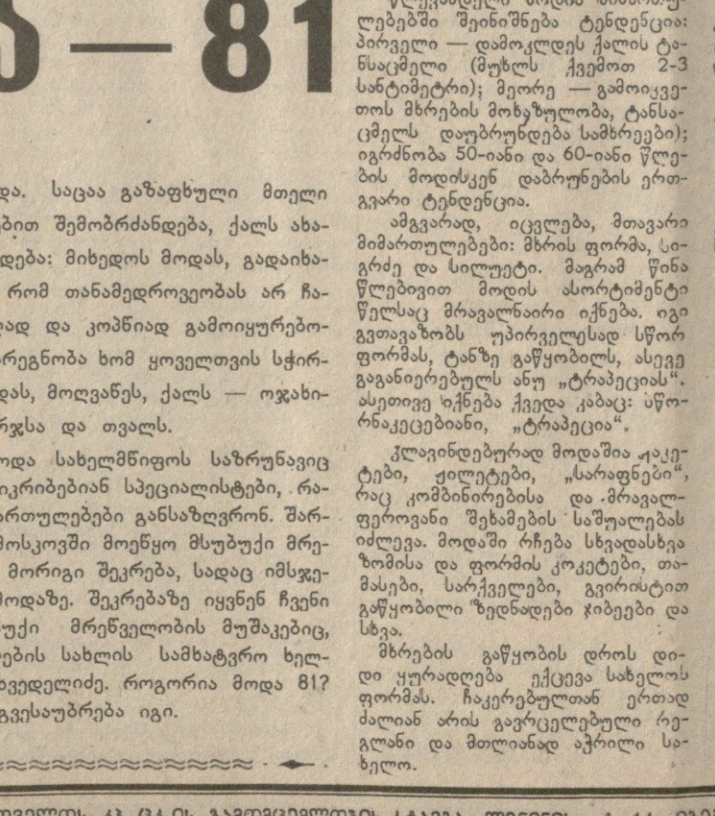 — 81
და. საცაა გაზაფხული მთელი
ებით შემობრძანდება, ქალს ახა-
დება: მიხედოს მოდას, გადაიხა-
რომ თანამედროვეობას არ ჩა-
ად და კოპწიად გამოიყურებო-
რეგნობა ხომ ყოველთვის სჭირ-
დას, მოღვაწეს, ქალს — ოჯახი-
რჯსა და თვალს.
ოდა სახელმწიფოს საზრუნავიც
იკრიბებიან სპეციალისტები, რა-
ართულებები განსაზღვრონ. შარ-
მოსკოვში მოეწყო მსუბუქი მრე-
მორიგი შეკრება, სადაც იმსჯე-
მოდაზე. შეკრებაზე იყვნენ ჩვენი
უქი მრეწველობის მუშაკებიც,
ების სახლის სამხატვრო ხელ-
ხვედელიძე. როგორია მოდა 81?
გვესაუბრება იგი.
ლებებში შეინიშნება ტენდენცია:
პირველი — დამოკლდეს ქალის ტა-
ნსაცმელი (მუხლს ქვემოთ 2-3
სანტიმეტრი); მეორე — გამოიკვე-
თოს მხრების მოხაზულობა, ტანსა-
ცმელს დაუბრუნდება სამხრეები);
იგრძნობა 50-იანი და 60-იანი წლე-
ბის მოდისკენ დაბრუნების ერთ-
გვარი ტენდენცია.
ამგვარად, იცვლება, მთავარი
მიმართულებები: მხრის ფორმა, სი-
გრძე და სილუეტი. მაგრამ წინა
წლებივით მოდის ასორტიმენტი
წელსაც მრავალნაირი იქნება. იგი
გვთავაზობს უპირველესად სწორ
ფორმას, ტანზე გაწყობილს, ასევე
გაგანიერებულს ანუ „ტრაპეციას“.
ასეთივე იქნება ქვედა კაბაც: სწო-
რნაკეცებიანი, „ტრაპეცია“.
კლავინდებურად მოდაშია ჟაკე-
ტები, ჟილეტები, „სარაფნები“,
რაც კომბინირებისა და მრავალ-
ფეროვანი შეხამების საშუალებას
იძლევა. მოდაში რჩება სხვადასხვა
ზომისა და ფორმის კოკეტები, თა-
მასები, სარქველები, გვირისტით
გაწყობილი ზედნადები ჯიბეები და
სხვა.
მხრების გაწყობის დროს დი-
დი ყურადღება ექცევა სახელოს
ფორმას. ჩაკერებულთან ერთად
ძალიან არის გავრცელებული რე-
გლანი და მთლიანად აჭრილი სა-
ხელო.